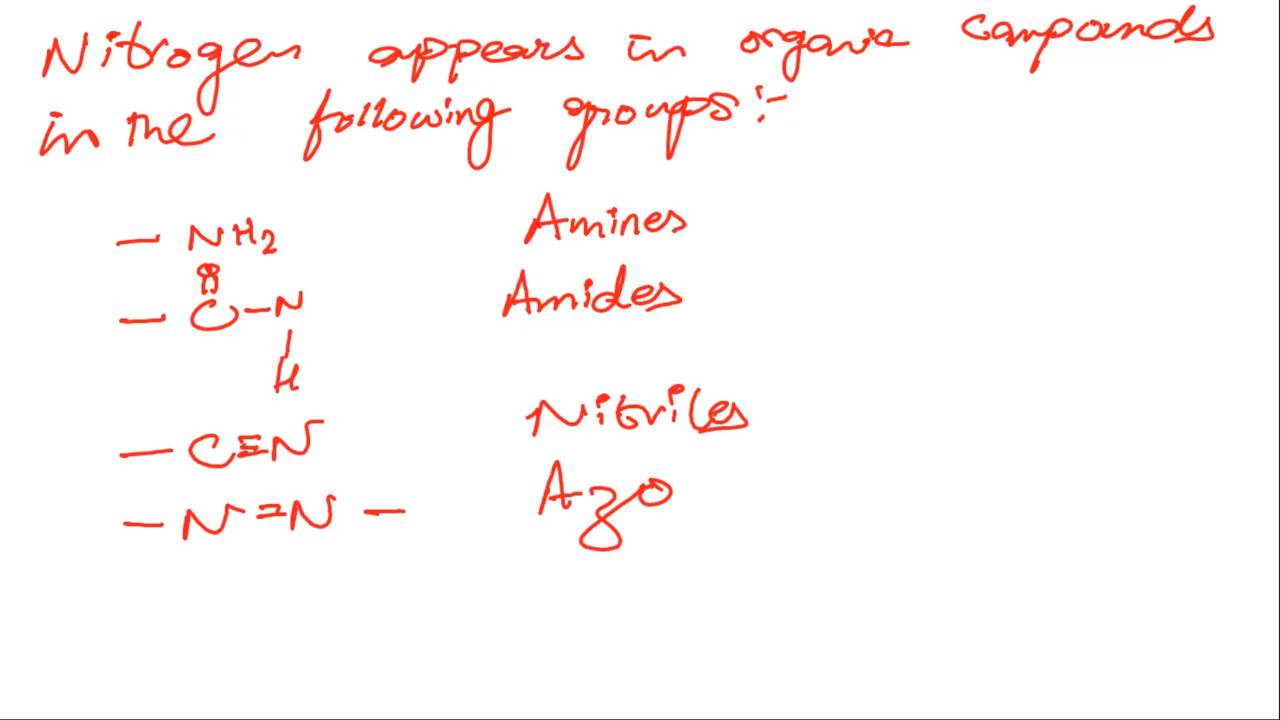 Nitrogen appears in organic compounds
in the following groups :-
— NH2 Amines
O
— C — N Amides
H
— C≡N Nitriles
— N=N — Azo